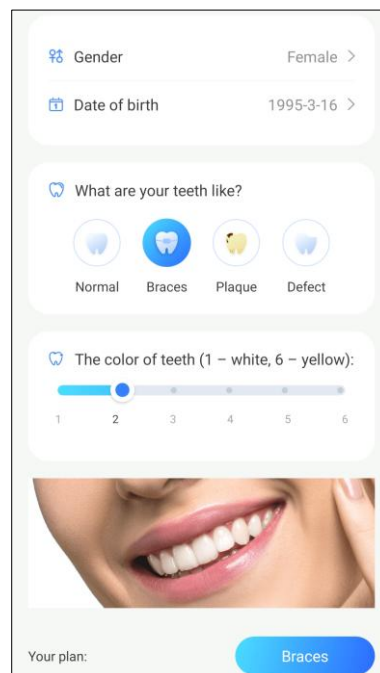 Gender Female >
Date of birth 1995-3-16 >
What are your teeth like?
Normal Braces Plaque Defect
The color of teeth (1 – white, 6 – yellow):
1 2 3 4 5 6
Your plan: Braces